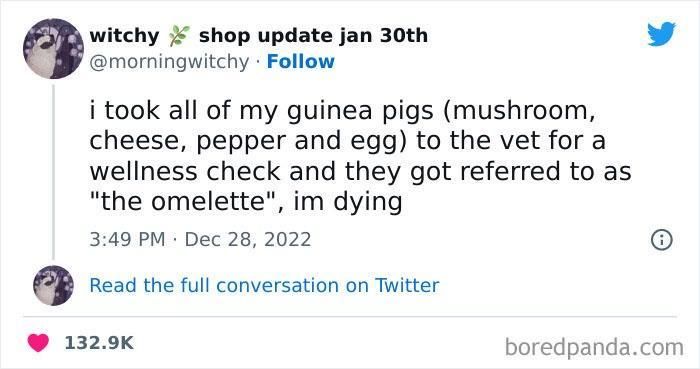 witchy 🌿 shop update jan 30th
@morningwitchy · Follow
i took all of my guinea pigs (mushroom,
cheese, pepper and egg) to the vet for a
wellness check and they got referred to as
"the omelette", im dying
3:49 PM · Dec 28, 2022
Read the full conversation on Twitter
132.9K
boredpanda.com